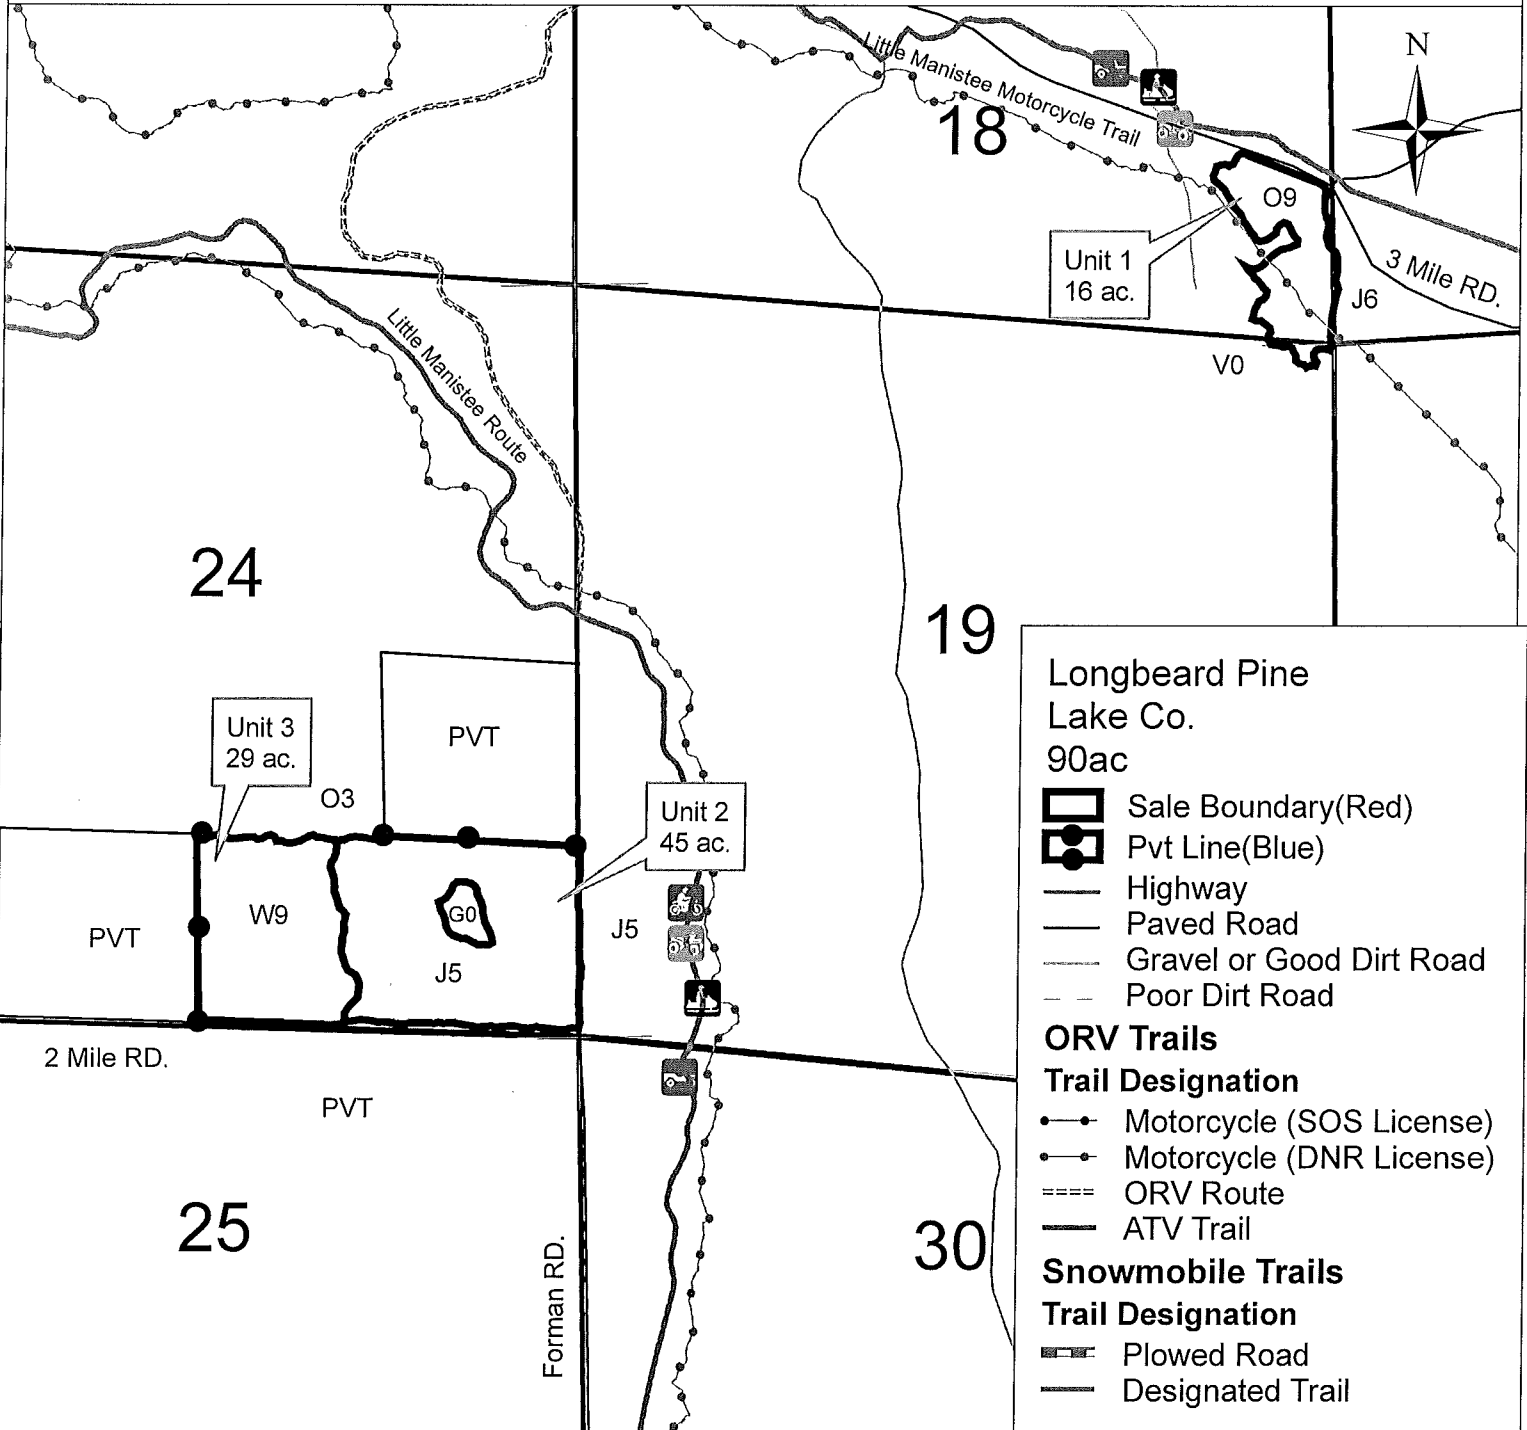 Little Manistee Motorcycle Trail
18
N
O9
Unit 1
16 ac.
3 Mile RD.
J6
V0
Little Manistee Route
24
19
Unit 3
29 ac.
PVT
O3
Unit 2
45 ac.
W9
G0
PVT
J5
J5
2 Mile RD.
PVT
25
Forman RD.
30
Longbeard Pine
Lake Co.
90ac
Sale Boundary(Red)
Pvt Line(Blue)
Highway
Paved Road
Gravel or Good Dirt Road
Poor Dirt Road
ORV Trails
Trail Designation
Motorcycle (SOS License)
Motorcycle (DNR License)
ORV Route
ATV Trail
Snowmobile Trails
Trail Designation
Plowed Road
Designated Trail